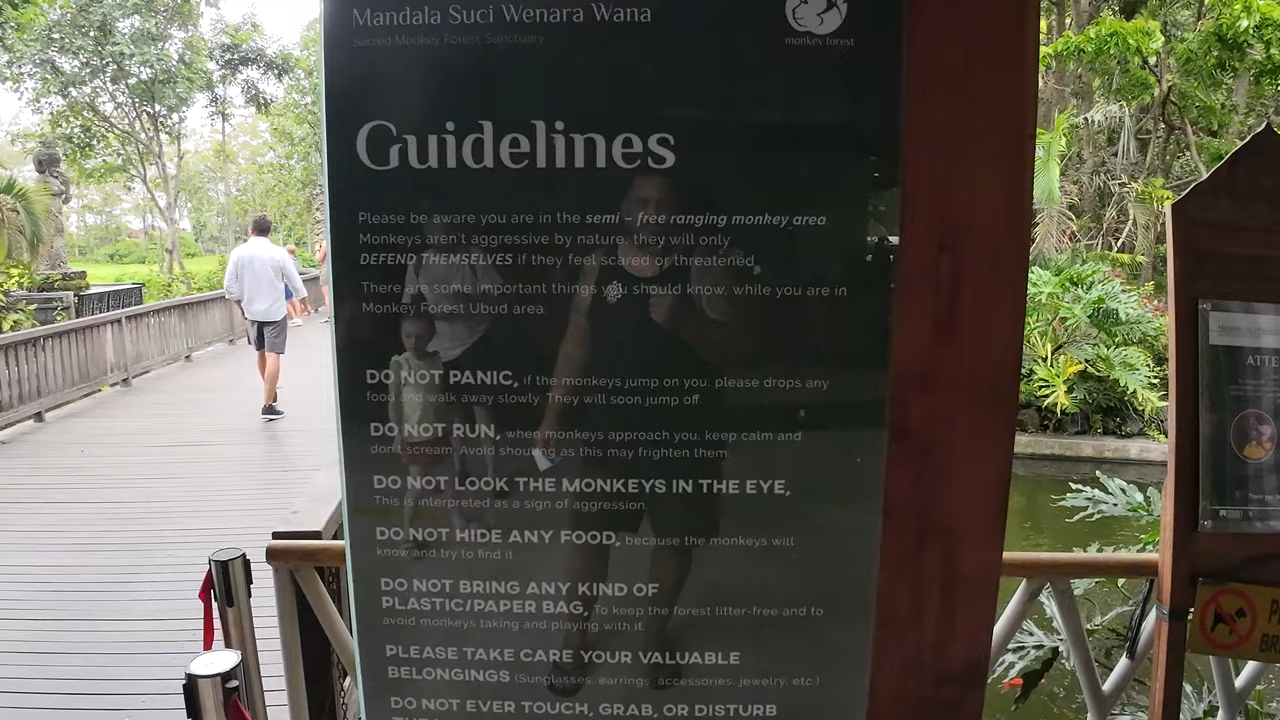 Mandala Suci Wenara Wana
Sacred Monkey Forest Sanctuary
monkey forest
Guidelines
Please be aware you are in the semi – free ranging monkey area.
Monkeys aren't aggressive by nature, they will only
DEFEND THEMSELVES if they feel scared or threatened.
There are some important things you should know, while you are in
Monkey Forest Ubud area.
DO NOT PANIC, if the monkeys jump on you, please drops any
food and walk away slowly. They will soon jump off.
DO NOT RUN, when monkeys approach you, keep calm and
don't scream. Avoid shouting as this may frighten them.
DO NOT LOOK THE MONKEYS IN THE EYE,
This is interpreted as a sign of aggression.
DO NOT HIDE ANY FOOD, because the monkeys will
know and try to find it
DO NOT BRING ANY KIND OF
PLASTIC/PAPER BAG, To keep the forest litter-free and to
avoid monkeys taking and playing with it.
PLEASE TAKE CARE YOUR VALUABLE
BELONGINGS (Sunglasses, earrings, accessories, jewelry, etc.)
DO NOT EVER TOUCH, GRAB, OR DISTURB
ATTE